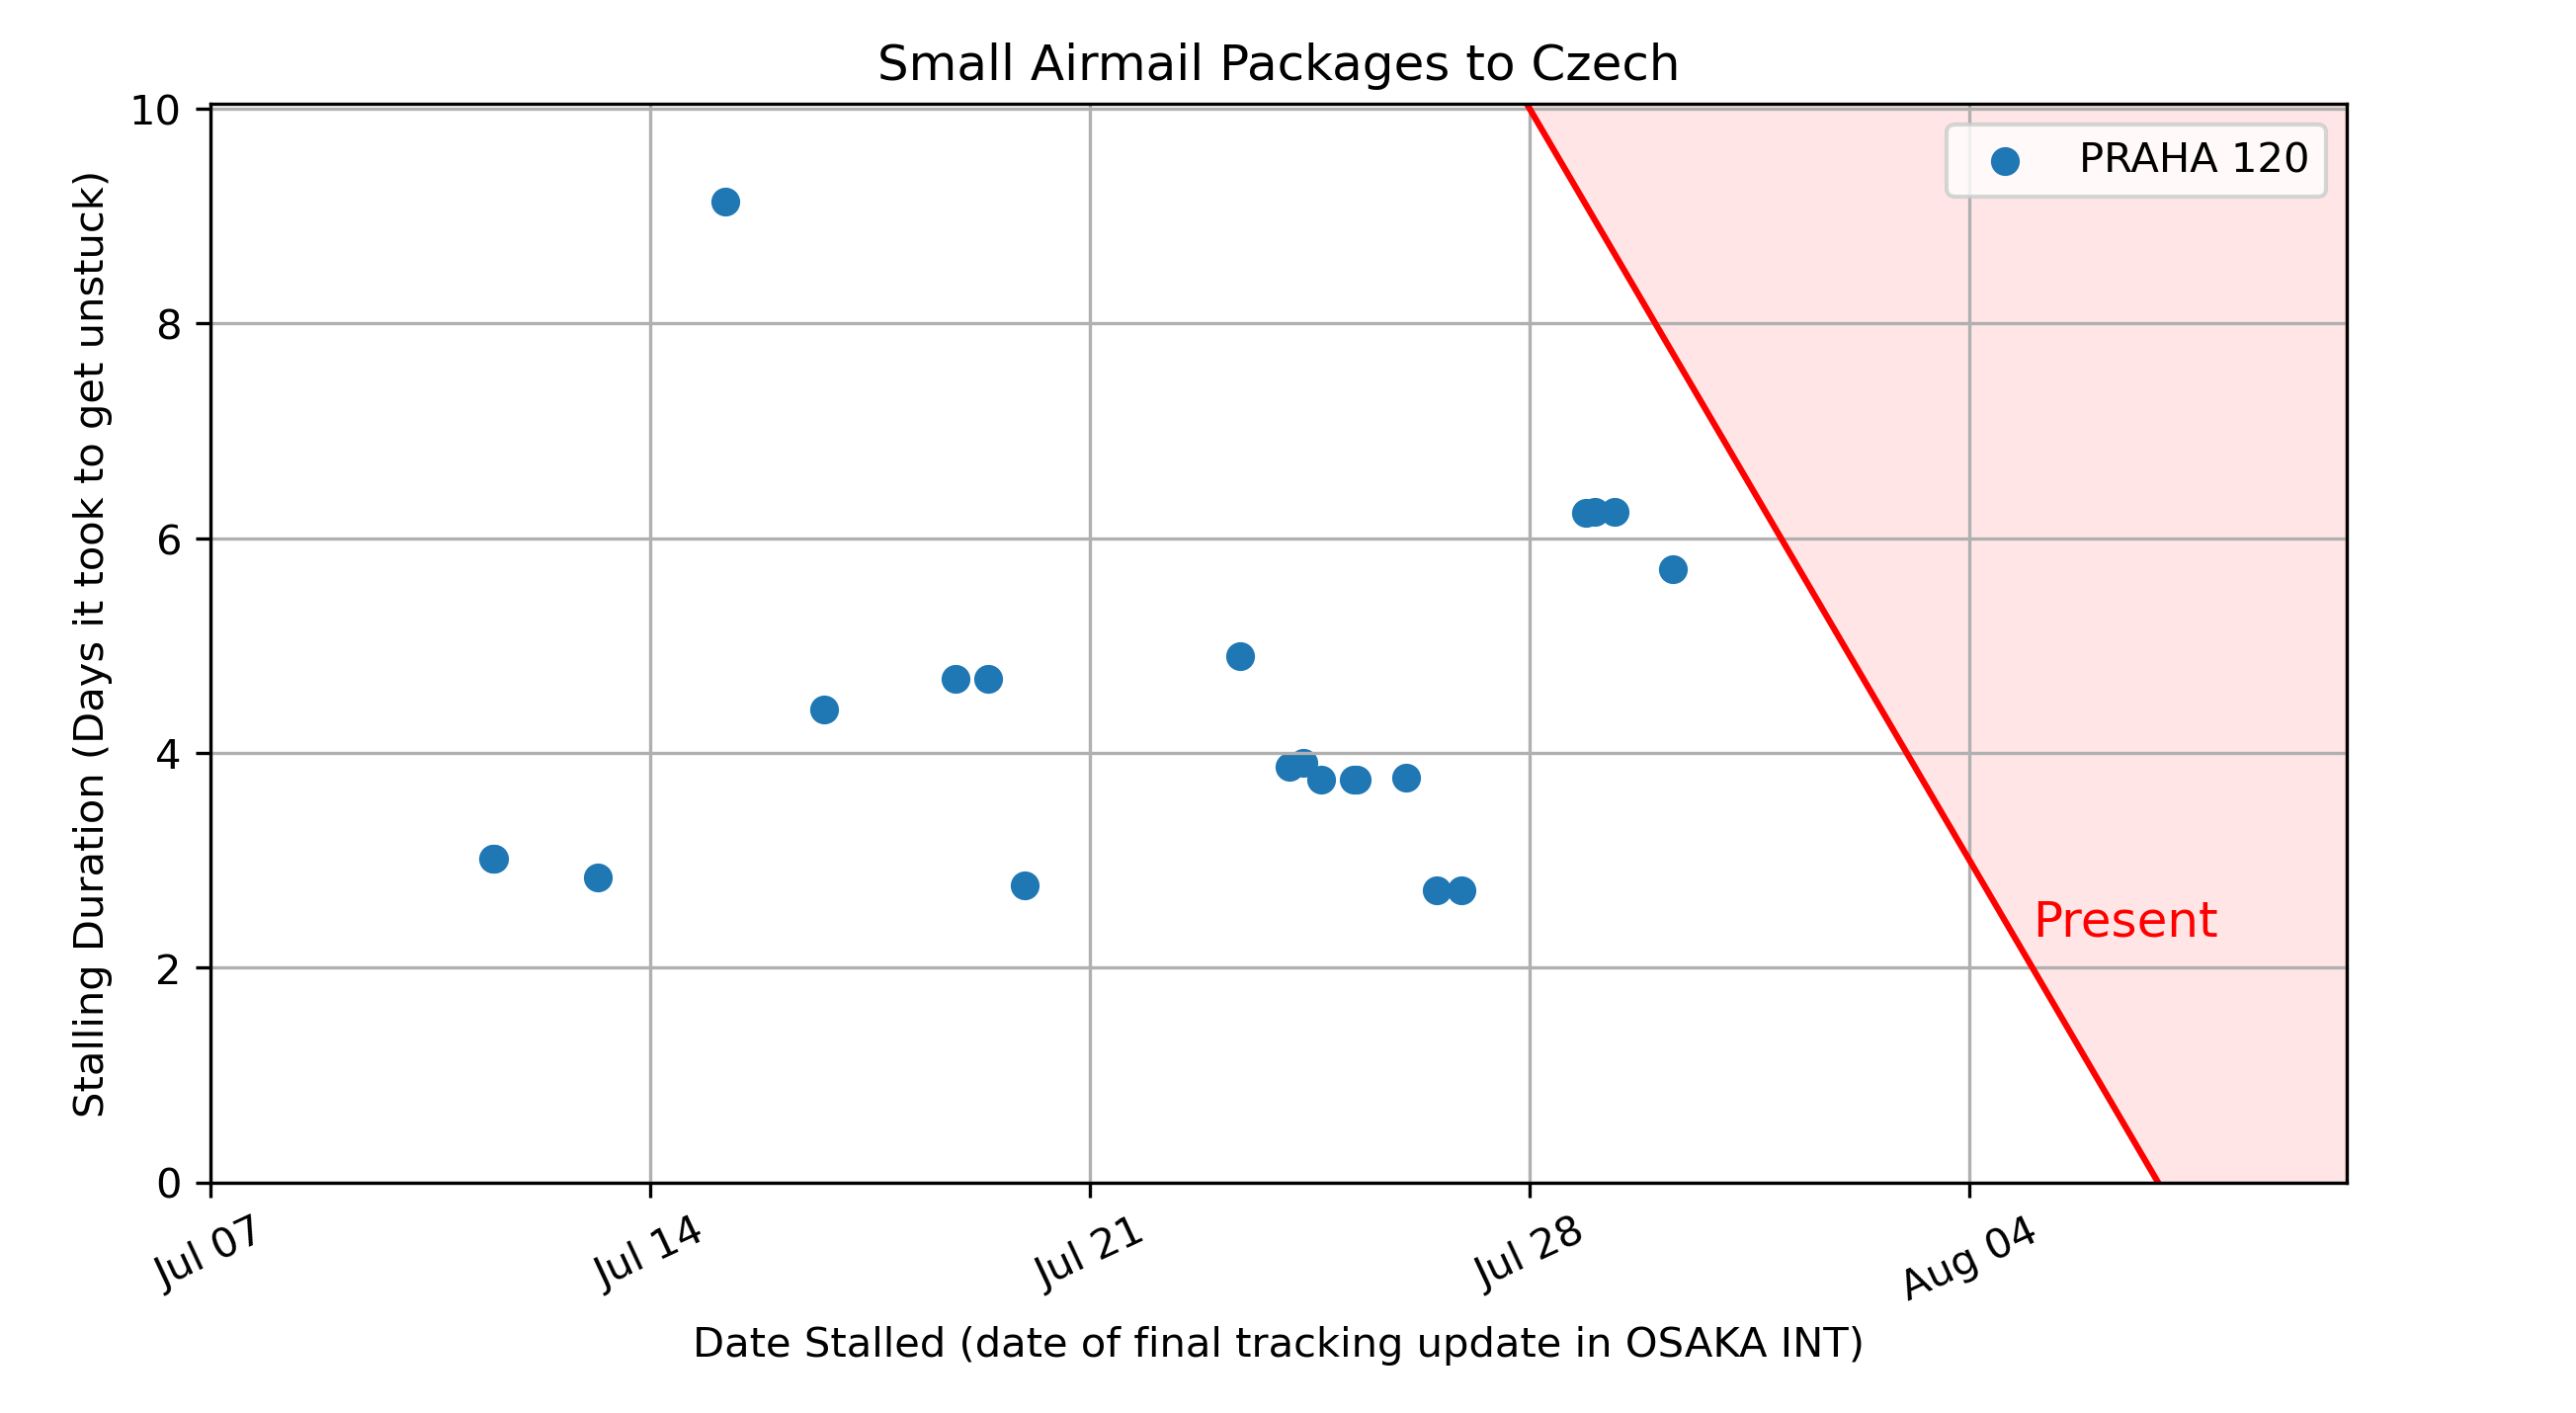 Small Airmail Packages to Czech
Stalling Duration (Days it took to get unstuck)
10
8
6
4
2
0
PRAHA 120
Present
Jul 07
Jul 14
Jul 21
Jul 28
Aug 04
Date Stalled (date of final tracking update in OSAKA INT)